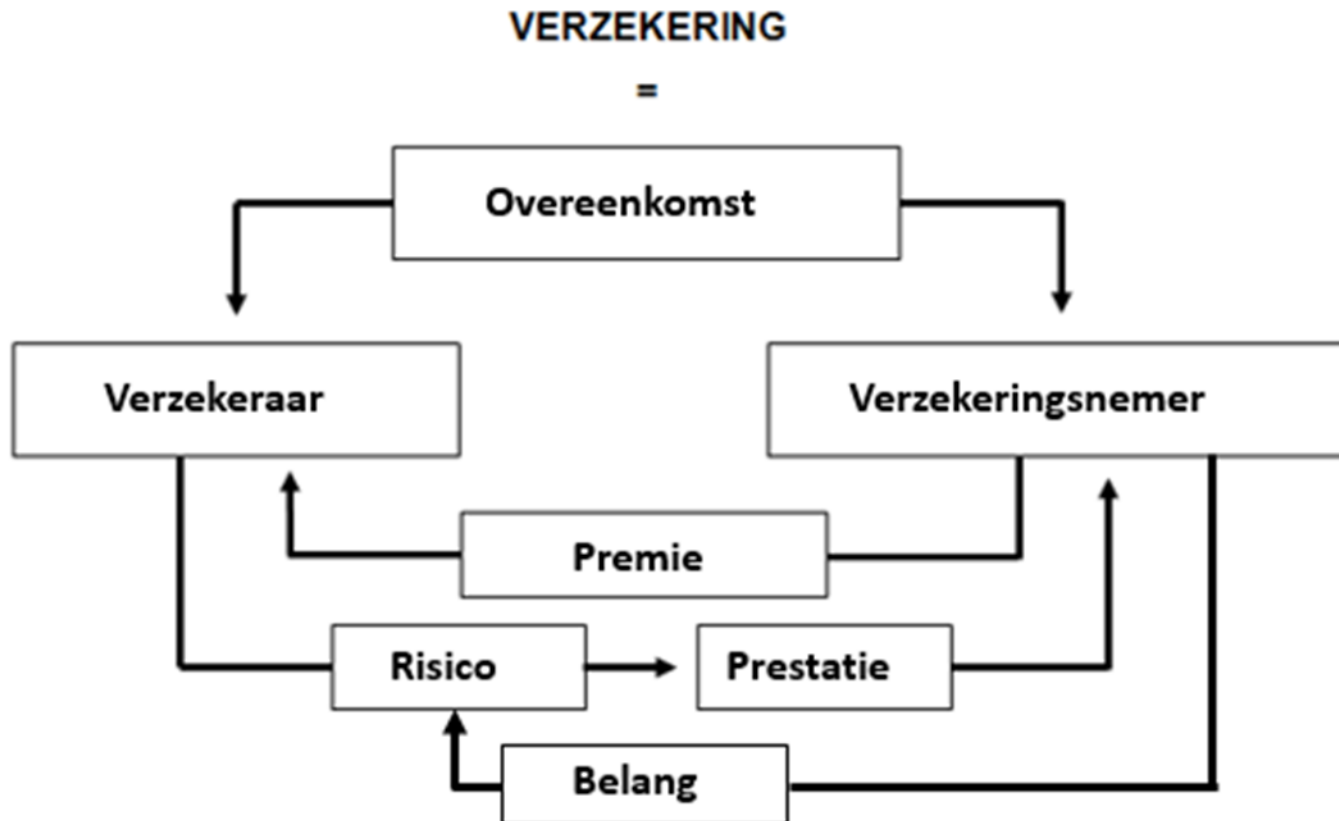 VERZEKERING
=
Overeenkomst
Verzekeraar
Verzekeringsnemer
Premie
Risico
Prestatie
Belang